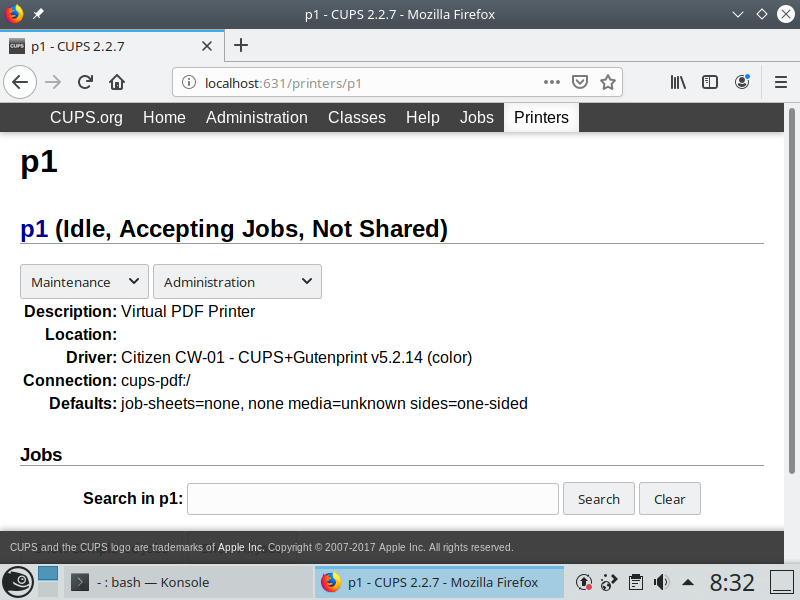 p1 - CUPS 2.2.7 - Mozilla Firefox
CUPS p1 - CUPS 2.2.7
localhost:631/printers/p1
CUPS.org Home Administration Classes Help Jobs Printers
p1
p1 (Idle, Accepting Jobs, Not Shared)
Maintenance Administration
Description: Virtual PDF Printer
Location:
Driver: Citizen CW-01 - CUPS+Gutenprint v5.2.14 (color)
Connection: cups-pdf:/
Defaults: job-sheets=none, none media=unknown sides=one-sided
Jobs
Search in p1: Search Clear
CUPS and the CUPS logo are trademarks of Apple Inc. Copyright © 2007-2017 Apple Inc. All rights reserved.
- : bash — Konsole p1 - CUPS 2.2.7 - Mozilla Firefox 8:32